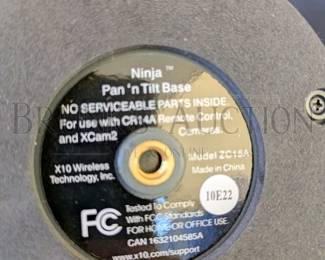 Ninja™
Pan 'n Tilt Base
NO SERVICEABLE PARTS INSIDE.
For use with CR14A Remote Control,
and XCam2 Cameras.
X10 Wireless Technology, Inc.
Model ZC15A
Made in China
10E22
FC Tested To Comply
With FCC Standards
FOR HOME OR OFFICE USE.
CAN 1632104585A
www.x10.com/support